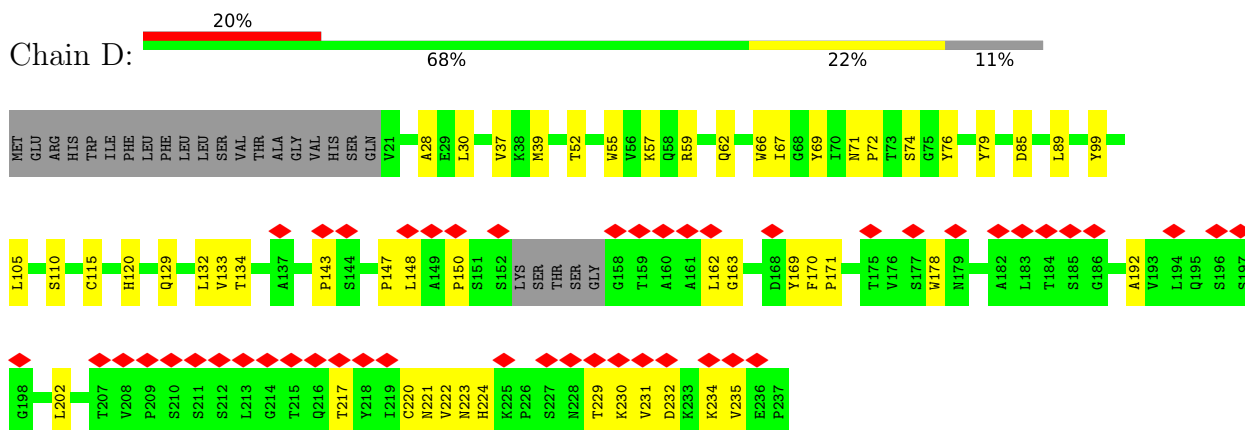 20%
Chain D:
68% 22% 11%
MET GLU ARG HIS TRP ILE PHE LEU PHE LEU LEU SER VAL THR ALA GLY VAL HIS SER GLN V21 A28 E29 L30 V37 K38 M39 T52 W55 V56 K57 Q58 R59 Q62 W66 I67 G68 Y69 I70 N71 P72 T73 S74 G75 Y76 Y79 D85 L89 Y99
L105 S110 C115 H120 Q129 L132 V133 T134 A137 P143 S144 P147 L148 A149 P150 S151 S152 LYS SER THR SER GLY G158 T159 A160 A161 L162 G163 D168 Y169 F170 P171 T175 V176 S177 W178 N179 A182 L183 T184 S185 G186 A192 V193 L194 Q195 S196 S197
G198 L202 T207 V208 P209 S210 S211 S212 L213 G214 T215 Q216 T217 Y218 I219 C220 N221 V222 N223 H224 K225 P226 S227 N228 T229 K230 V231 D232 K233 K234 V235 E236 P237